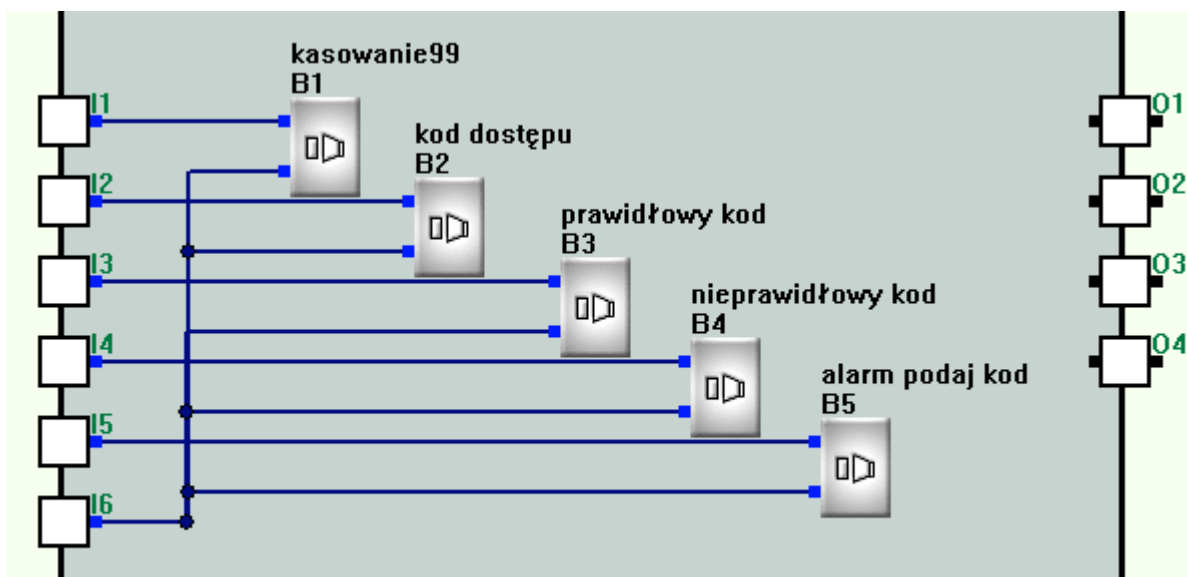 kasowanie99
B1
I1
O1
kod dostępu
B2
I2
O2
prawidłowy kod
B3
I3
O3
nieprawidłowy kod
B4
I4
O4
alarm podaj kod
B5
I5
I6